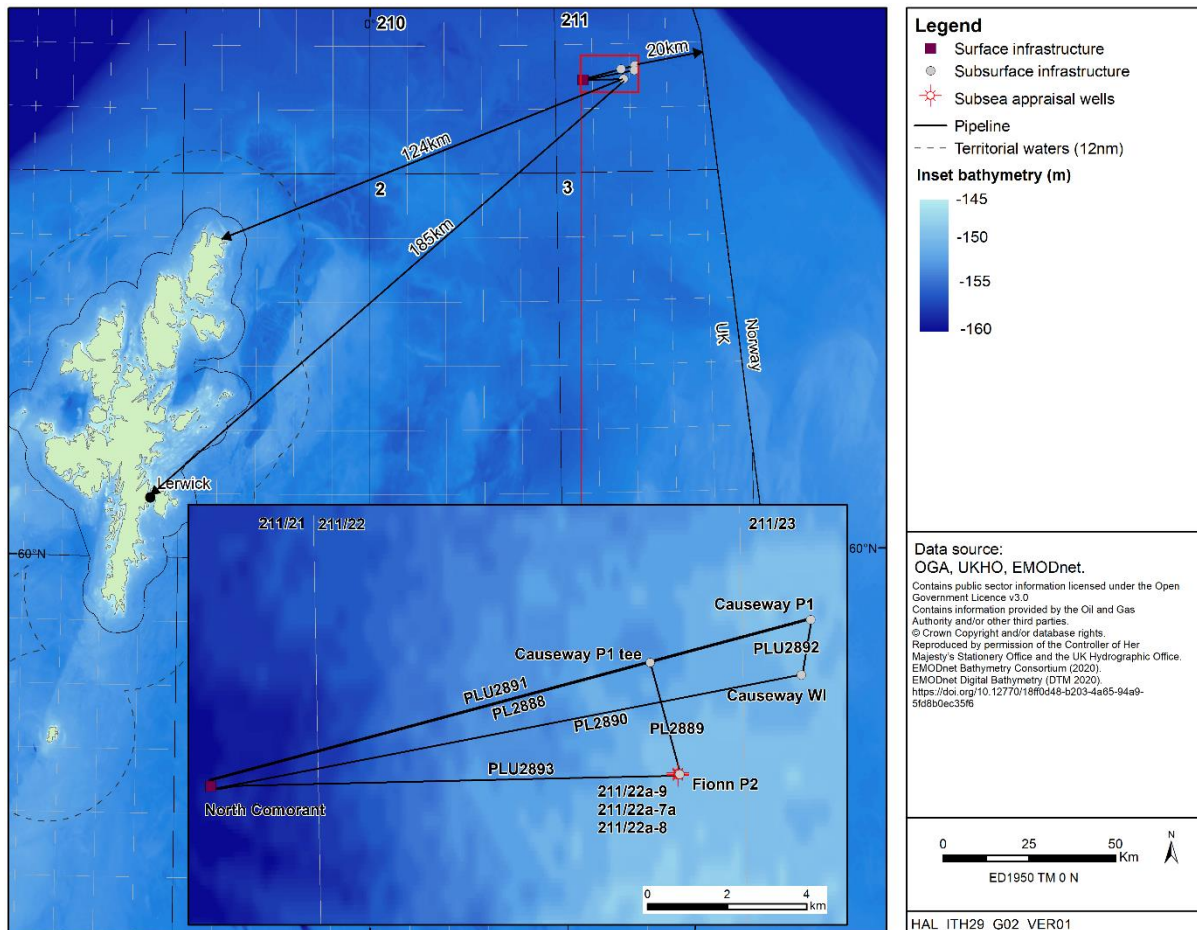 0
210
211
20km
124km
2
3
185km
UK
Norway
Lerwick
60°N
60°N
211/21
211/22
211/23
Causeway P1
Causeway P1 tee
PLU2892
PLU2891
PL2888
Causeway WI
PL2890
PL2889
PLU2893
Fionn P2
North Comorant
211/22a-9
211/22a-7a
211/22a-8
0 2 4
km
Legend
Surface infrastructure
Subsurface infrastructure
Subsea appraisal wells
Pipeline
Territorial waters (12nm)
Inset bathymetry (m)
-145
-150
-155
-160
Data source:
OGA, UKHO, EMODnet.
Contains public sector information licensed under the Open
Government Licence v3.0
Contains information provided by the Oil and Gas
Authority and/or other third parties.
© Crown Copyright and/or database rights.
Reproduced by permission of the Controller of Her
Majesty's Stationery Office and the UK Hydrographic Office.
EMODnet Bathymetry Consortium (2020).
EMODnet Digital Bathymetry (DTM 2020).
https://doi.org/10.12770/18ff0d48-b203-4a65-94a9-
5fd8b0ec35f6
0 25 50
Km
N
ED1950 TM 0 N
HAL_ITH29_G02_VER01